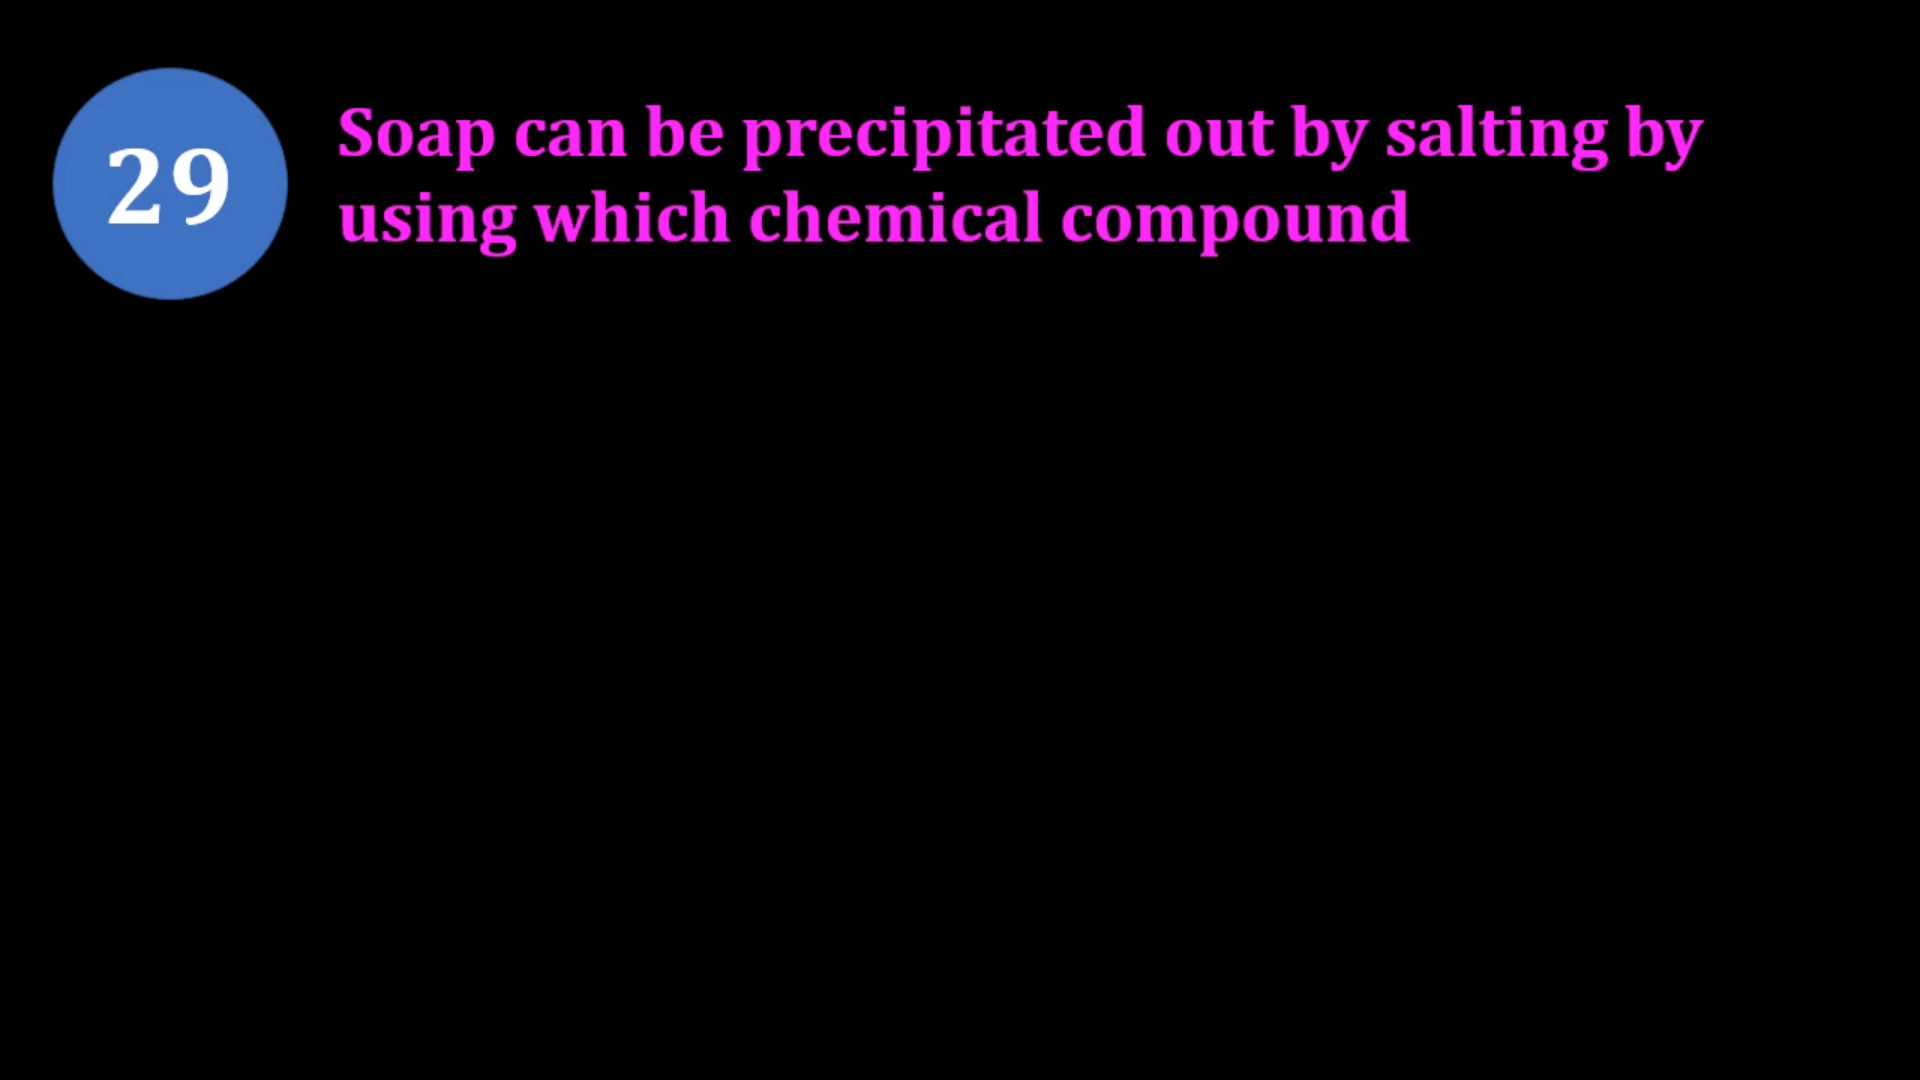 29
Soap can be precipitated out by salting by
using which chemical compound